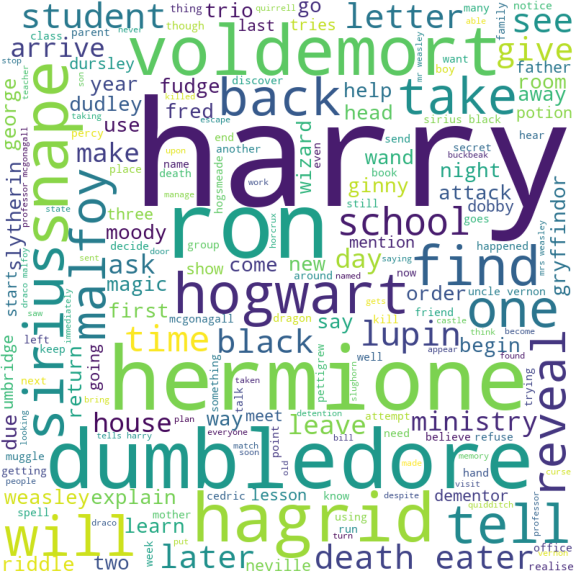 student
letter
see
stop
class
parent
never
trio
go
many
able
voldemort
thing
quirrell
though
last
tries
notice
family
arrive
give
mr weasley
dursley
discover
want
boy
father
year
fudge
help
sirius black
room
back
take
hear
away
teacher
son
george
taking
dudley
fred
head
killed
escape
buckbeak
potion
percy
use
end
upon
even
send
secret
harry
make
name
place
death
another
wizard
hogsmeade
manage
work
wand
book
night
still
ginny
attack
dobby
goes
snape
sirius
malfoy
slytherin
start
professor mcgonagall
draco malfoy
state
sent
immediately
saw
return
three
decide
door
moody
ron
group
horcrux
school
mention
happened
gryffindor
mrs weasley
ask
show
come
new
day
find
one
around
saying
now
order
uncle vernon
magic
hogwart
named
gets
first
mcgonagall
dragon
kill
friend
castle
think
become
umbridge
left
keep
going
time
black
say
lupin
begin
appear
found
well
pettigrew
slughorn
something
hermione
trying
reveal
due
next
looking
bring
house
way
taken
talk
meet
tells harry
plan
everyone
detention
leave
attempt
ministry
muggle
getting
people
match
soon
bill
point
need
believe
refuse
dumbledore
weasley
explain
old
cedric
lesson
know
despite
memory
visit
hand
dementor
professor
quidditch
curse
spell
draco
mother
using
run
made
tell
will
learn
hagrid
riddle
two
week
put
later
turn
neville
death eater
office
vernon
realise